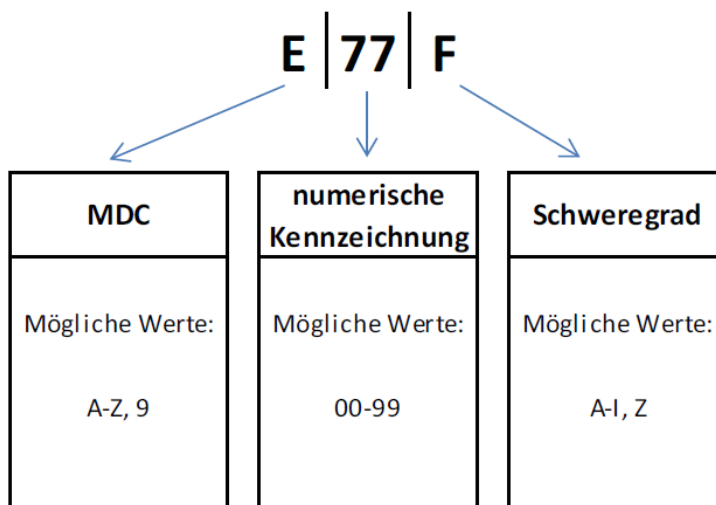 E | 77 | F
MDC
numerische
Kennzeichnung
Schweregrad
Mögliche Werte:
A-Z, 9
Mögliche Werte:
00-99
Mögliche Werte:
A-I, Z